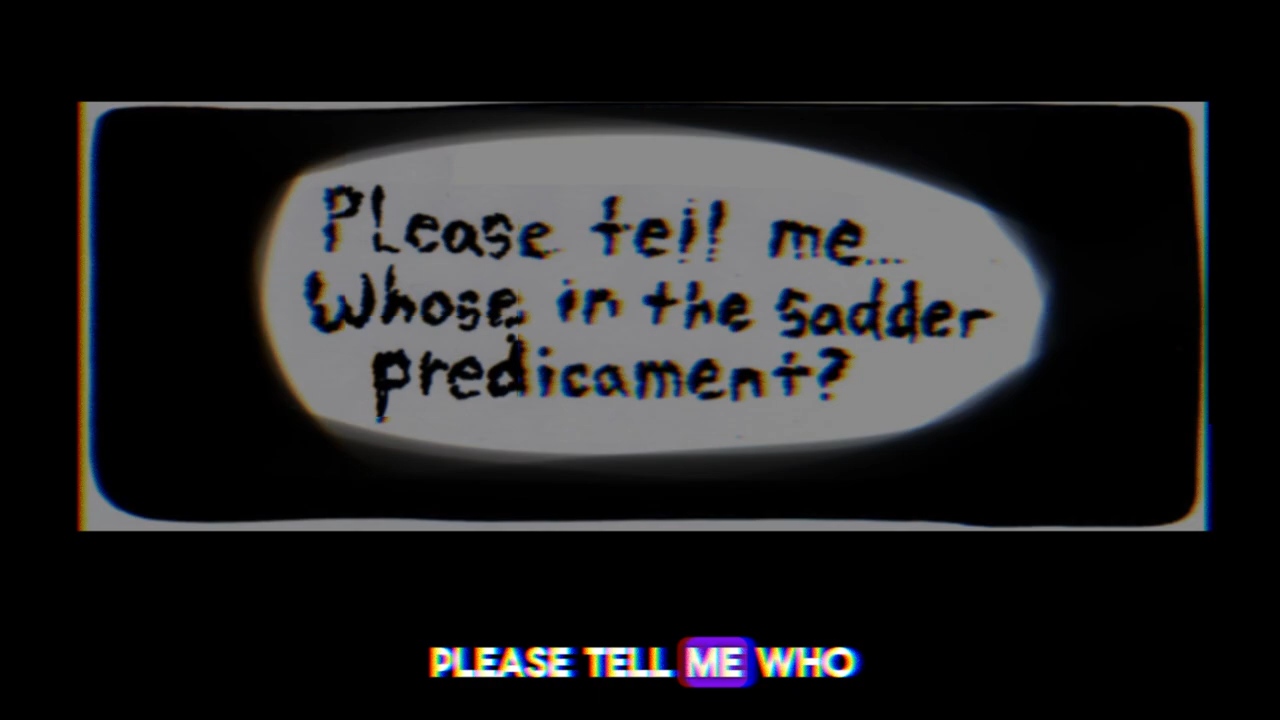 PLease tell me...
Whose in the sadder
predicament?
PLEASE TELL ME WHO